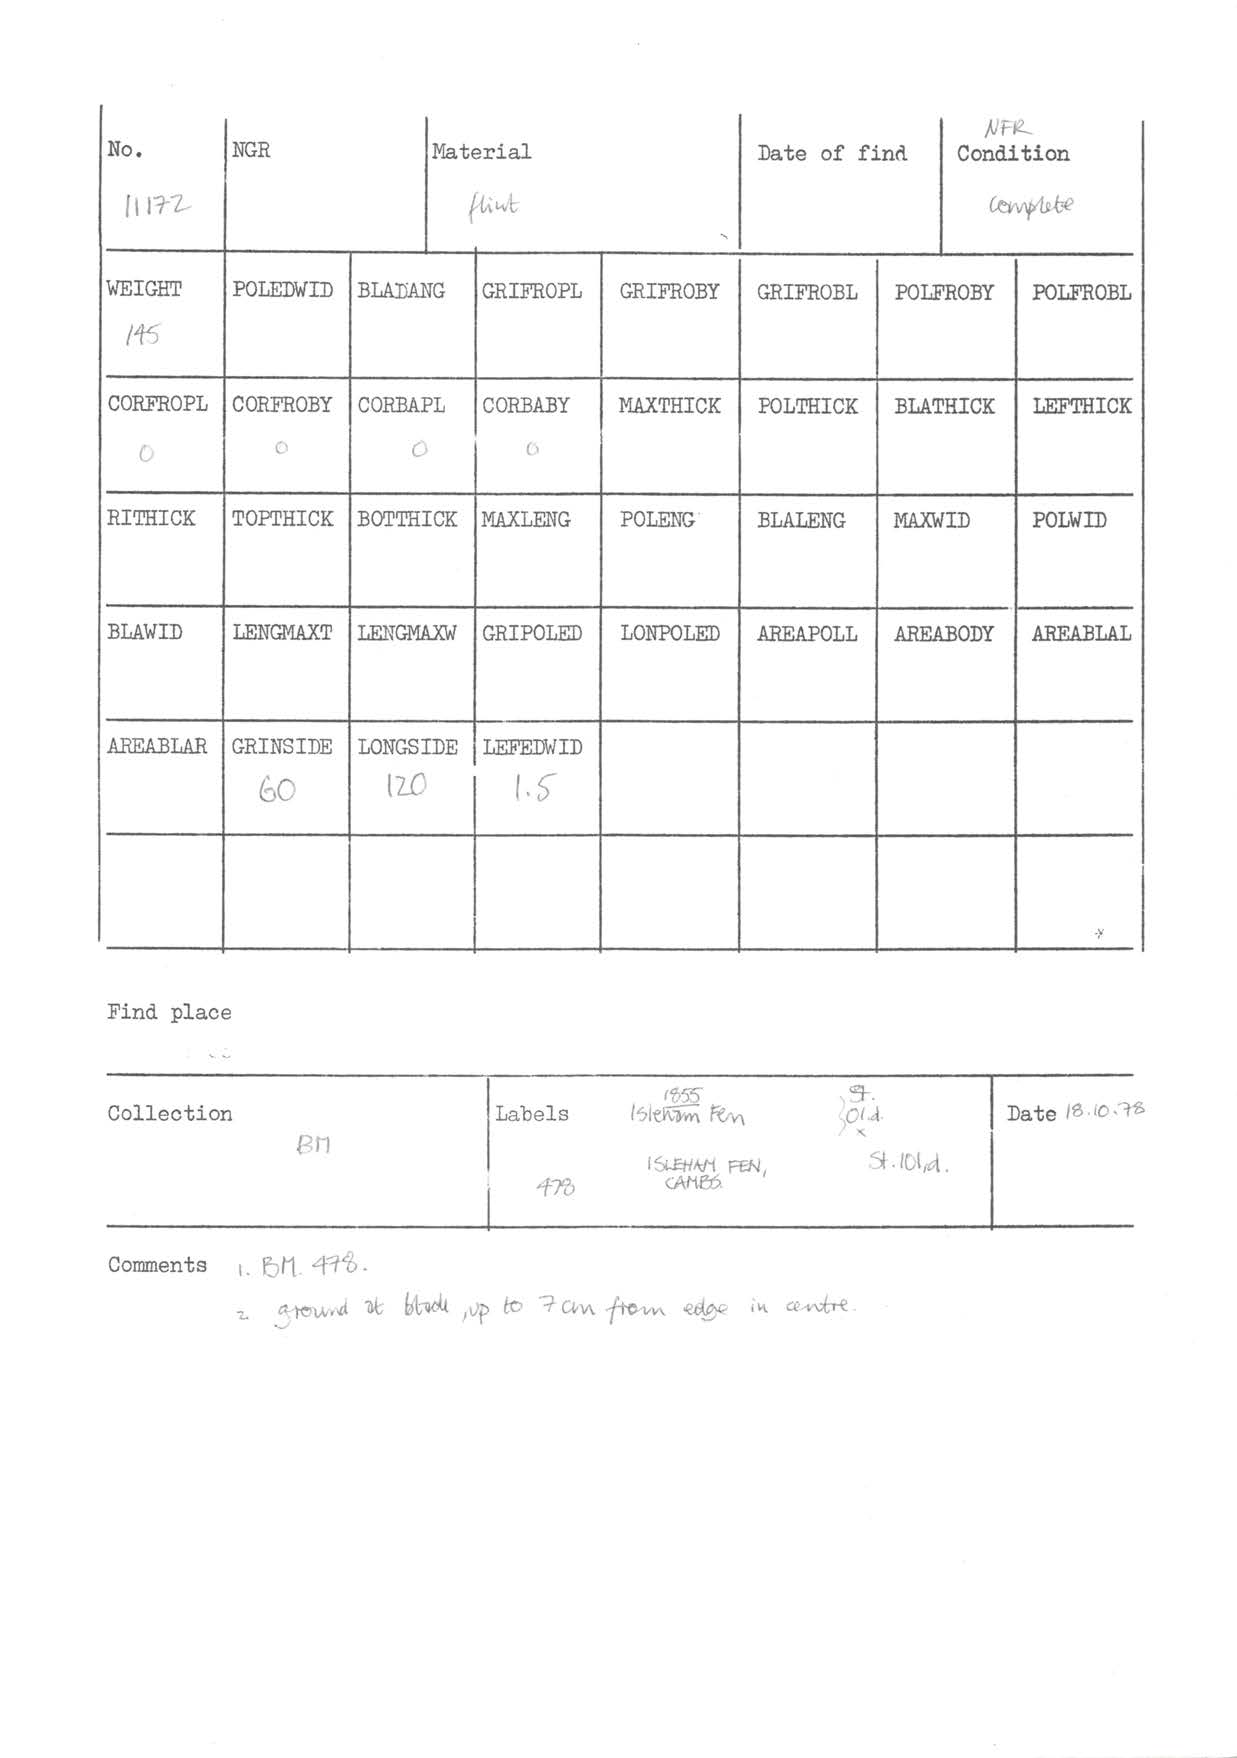 NFR
No. NGR Material Date of find Condition
11172 flint complete
WEIGHT POLEDWID BLADANG GRIFROPL GRIFROBY GRIFROBL POLFROBY POLFROBL
145
CORFROPL CORFROBY CORBAPL CORBABY MAXTHICK POLTHICK BLATHICK LEFTHICK
0 0 0 0
RITHICK TOPTHICK BOTTHICK MAXLENG POLENG BLALENG MAXWID POLWID
BLAWID LENGMAXT LENGMAXW GRIPOLED LONPOLED AREAPOLL AREABODY AREABLAL
AREABLAR GRINSIDE LONGSIDE LEFEDWID
60 120 1.5
Find place
1855 St.
Collection Labels Isleham Fen 01.d. Date 18.10.78
BM
ISLEHAM FEN, St.101,d.
478 CAMBS.
Comments 1. BM. 478.
2. ground at blade, up to 7cm from edge in centre.